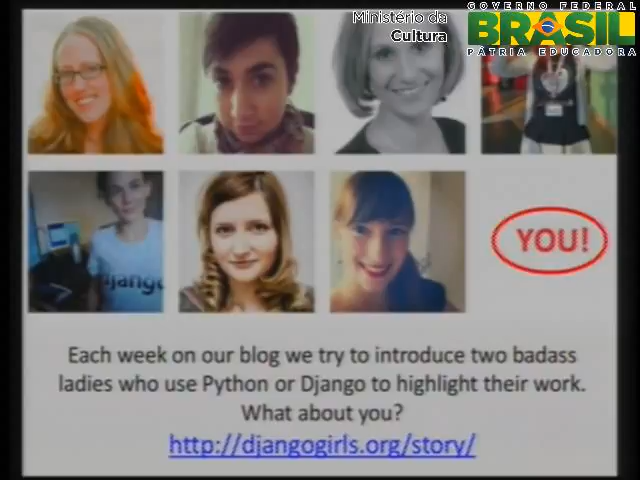 Ministério da
Cultura
GOVERNO FEDERAL
BRASIL
PÁTRIA EDUCADORA
django
YOU!
Each week on our blog we try to introduce two badass
ladies who use Python or Django to highlight their work.
What about you?
http://djangogirls.org/story/